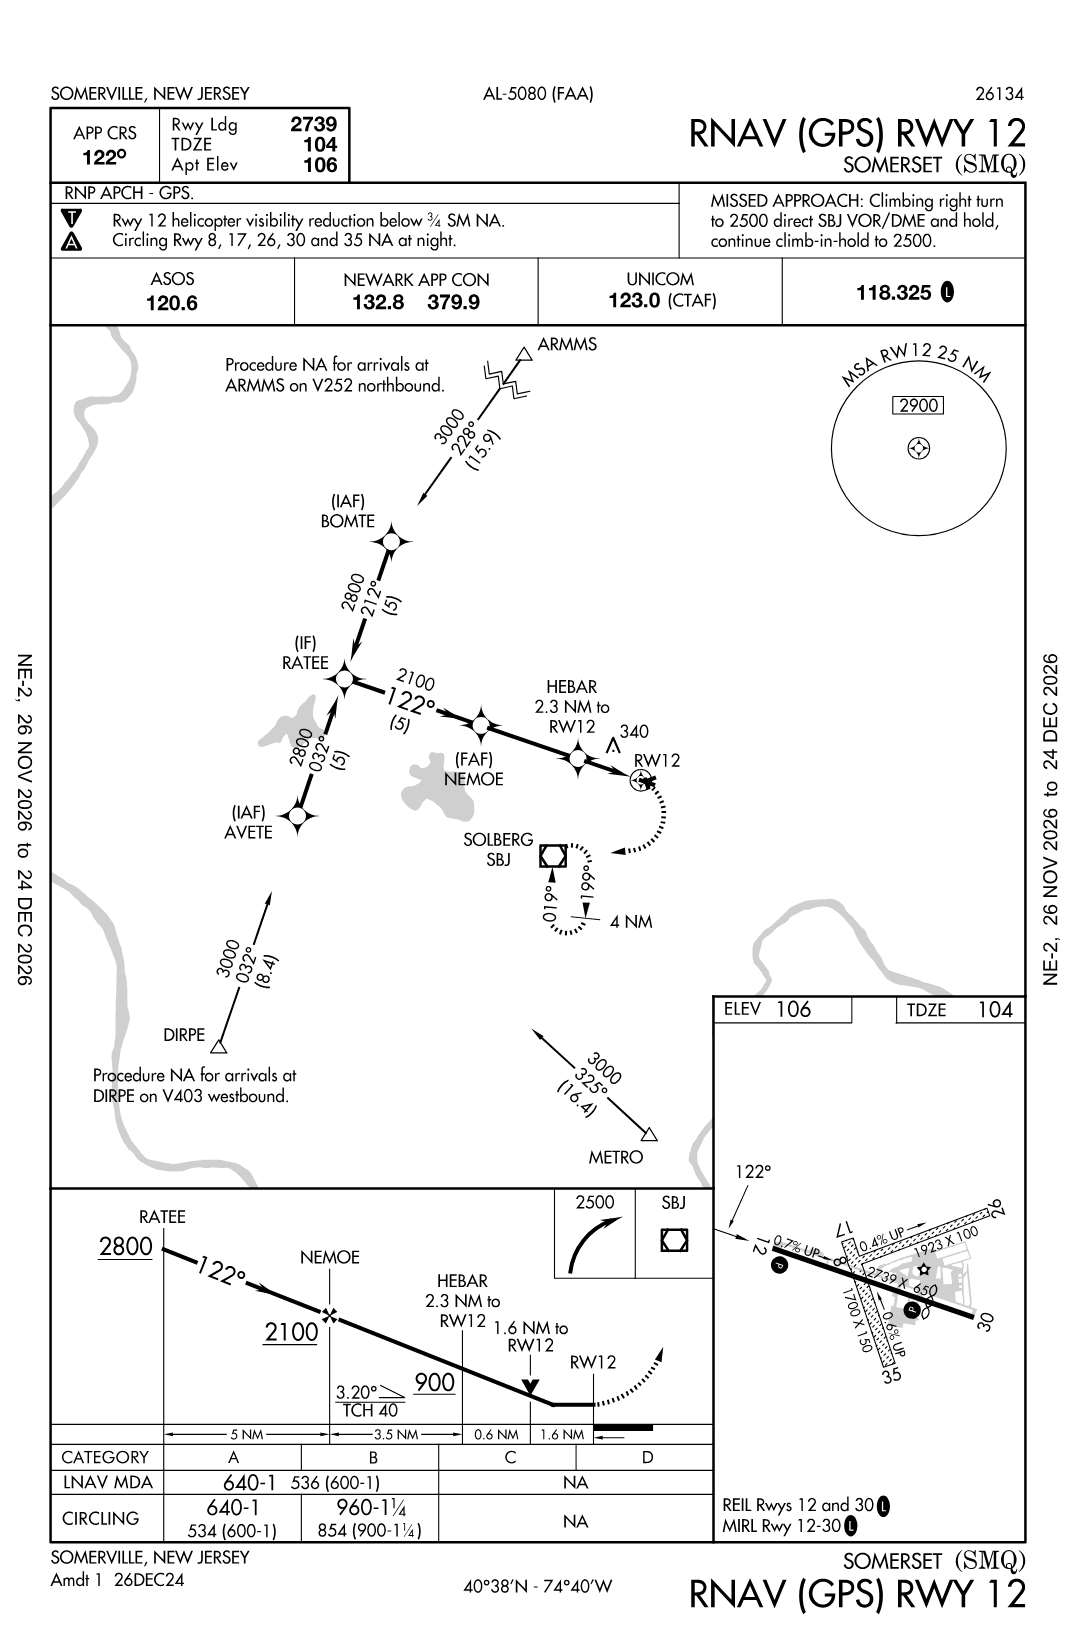 SOMERVILLE, NEW JERSEY
AL-5080 (FAA)
26134
APP CRS
122°
Rwy Ldg 2739
TDZE 104
Apt Elev 106
RNAV (GPS) RWY 12
SOMERSET (SMQ)
RNP APCH - GPS.
T
A
Rwy 12 helicopter visibility reduction below ¾ SM NA.
Circling Rwy 8, 17, 26, 30 and 35 NA at night.
MISSED APPROACH: Climbing right turn
to 2500 direct SBJ VOR/DME and hold,
continue climb-in-hold to 2500.
ASOS
120.6
NEWARK APP CON
132.8 379.9
UNICOM
123.0 (CTAF)
118.325 L
Procedure NA for arrivals at
ARMMS on V252 northbound.
ARMMS
3000
228°
(15.9)
MSA RW12 25 NM
2900
(IAF)
BOMTE
2800
212°
(5)
(IF)
RATEE
2100
122°
(5)
HEBAR
2.3 NM to
RW12
340
RW12
(FAF)
NEMOE
2800
032°
(5)
(IAF)
AVETE
SOLBERG
SBJ
019°
199°
4 NM
3000
032°
(8.4)
DIRPE
Procedure NA for arrivals at
DIRPE on V403 westbound.
3000
325°
(16.4)
METRO
NE-2, 26 NOV 2026 to 24 DEC 2026
NE-2, 26 NOV 2026 to 24 DEC 2026
ELEV 106
TDZE 104
122°
12
0.7% UP
P
17
8
0.4% UP
1923 X 100
26
2739 X 650
P
1700 X 150
0.6% UP
35
30
REIL Rwys 12 and 30 L
MIRL Rwy 12-30 L
2500
SBJ
RATEE
2800
122°
NEMOE
2100
HEBAR
2.3 NM to
RW12
1.6 NM to
RW12
RW12
900
3.20°
TCH 40
5 NM
3.5 NM
0.6 NM
1.6 NM
CATEGORY A B C D
LNAV MDA 640-1 536 (600-1) NA
CIRCLING
640-1
534 (600-1)
960-1¼
854 (900-1¼)
NA
SOMERVILLE, NEW JERSEY
Amdt 1 26DEC24
40°38'N - 74°40'W
SOMERSET (SMQ)
RNAV (GPS) RWY 12